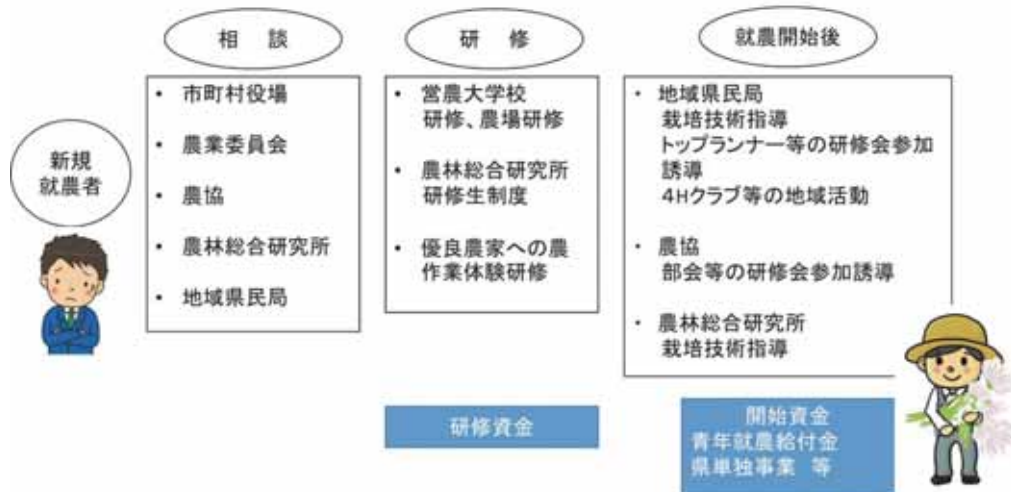 相　談
研　修
就農開始後
新規
就農者
・ 市町村役場
・ 農業委員会
・ 農協
・ 農林総合研究所
・ 地域県民局
・ 営農大学校
研修、農場研修
・ 農林総合研究所
研修生制度
・ 優良農家への農
作業体験研修
・ 地域県民局
栽培技術指導
トップランナー等の研修会参加
誘導
4Hクラブ等の地域活動
・ 農協
部会等の研修会参加誘導
・ 農林総合研究所
栽培技術指導
研修資金
開始資金
青年就農給付金
県単独事業 等